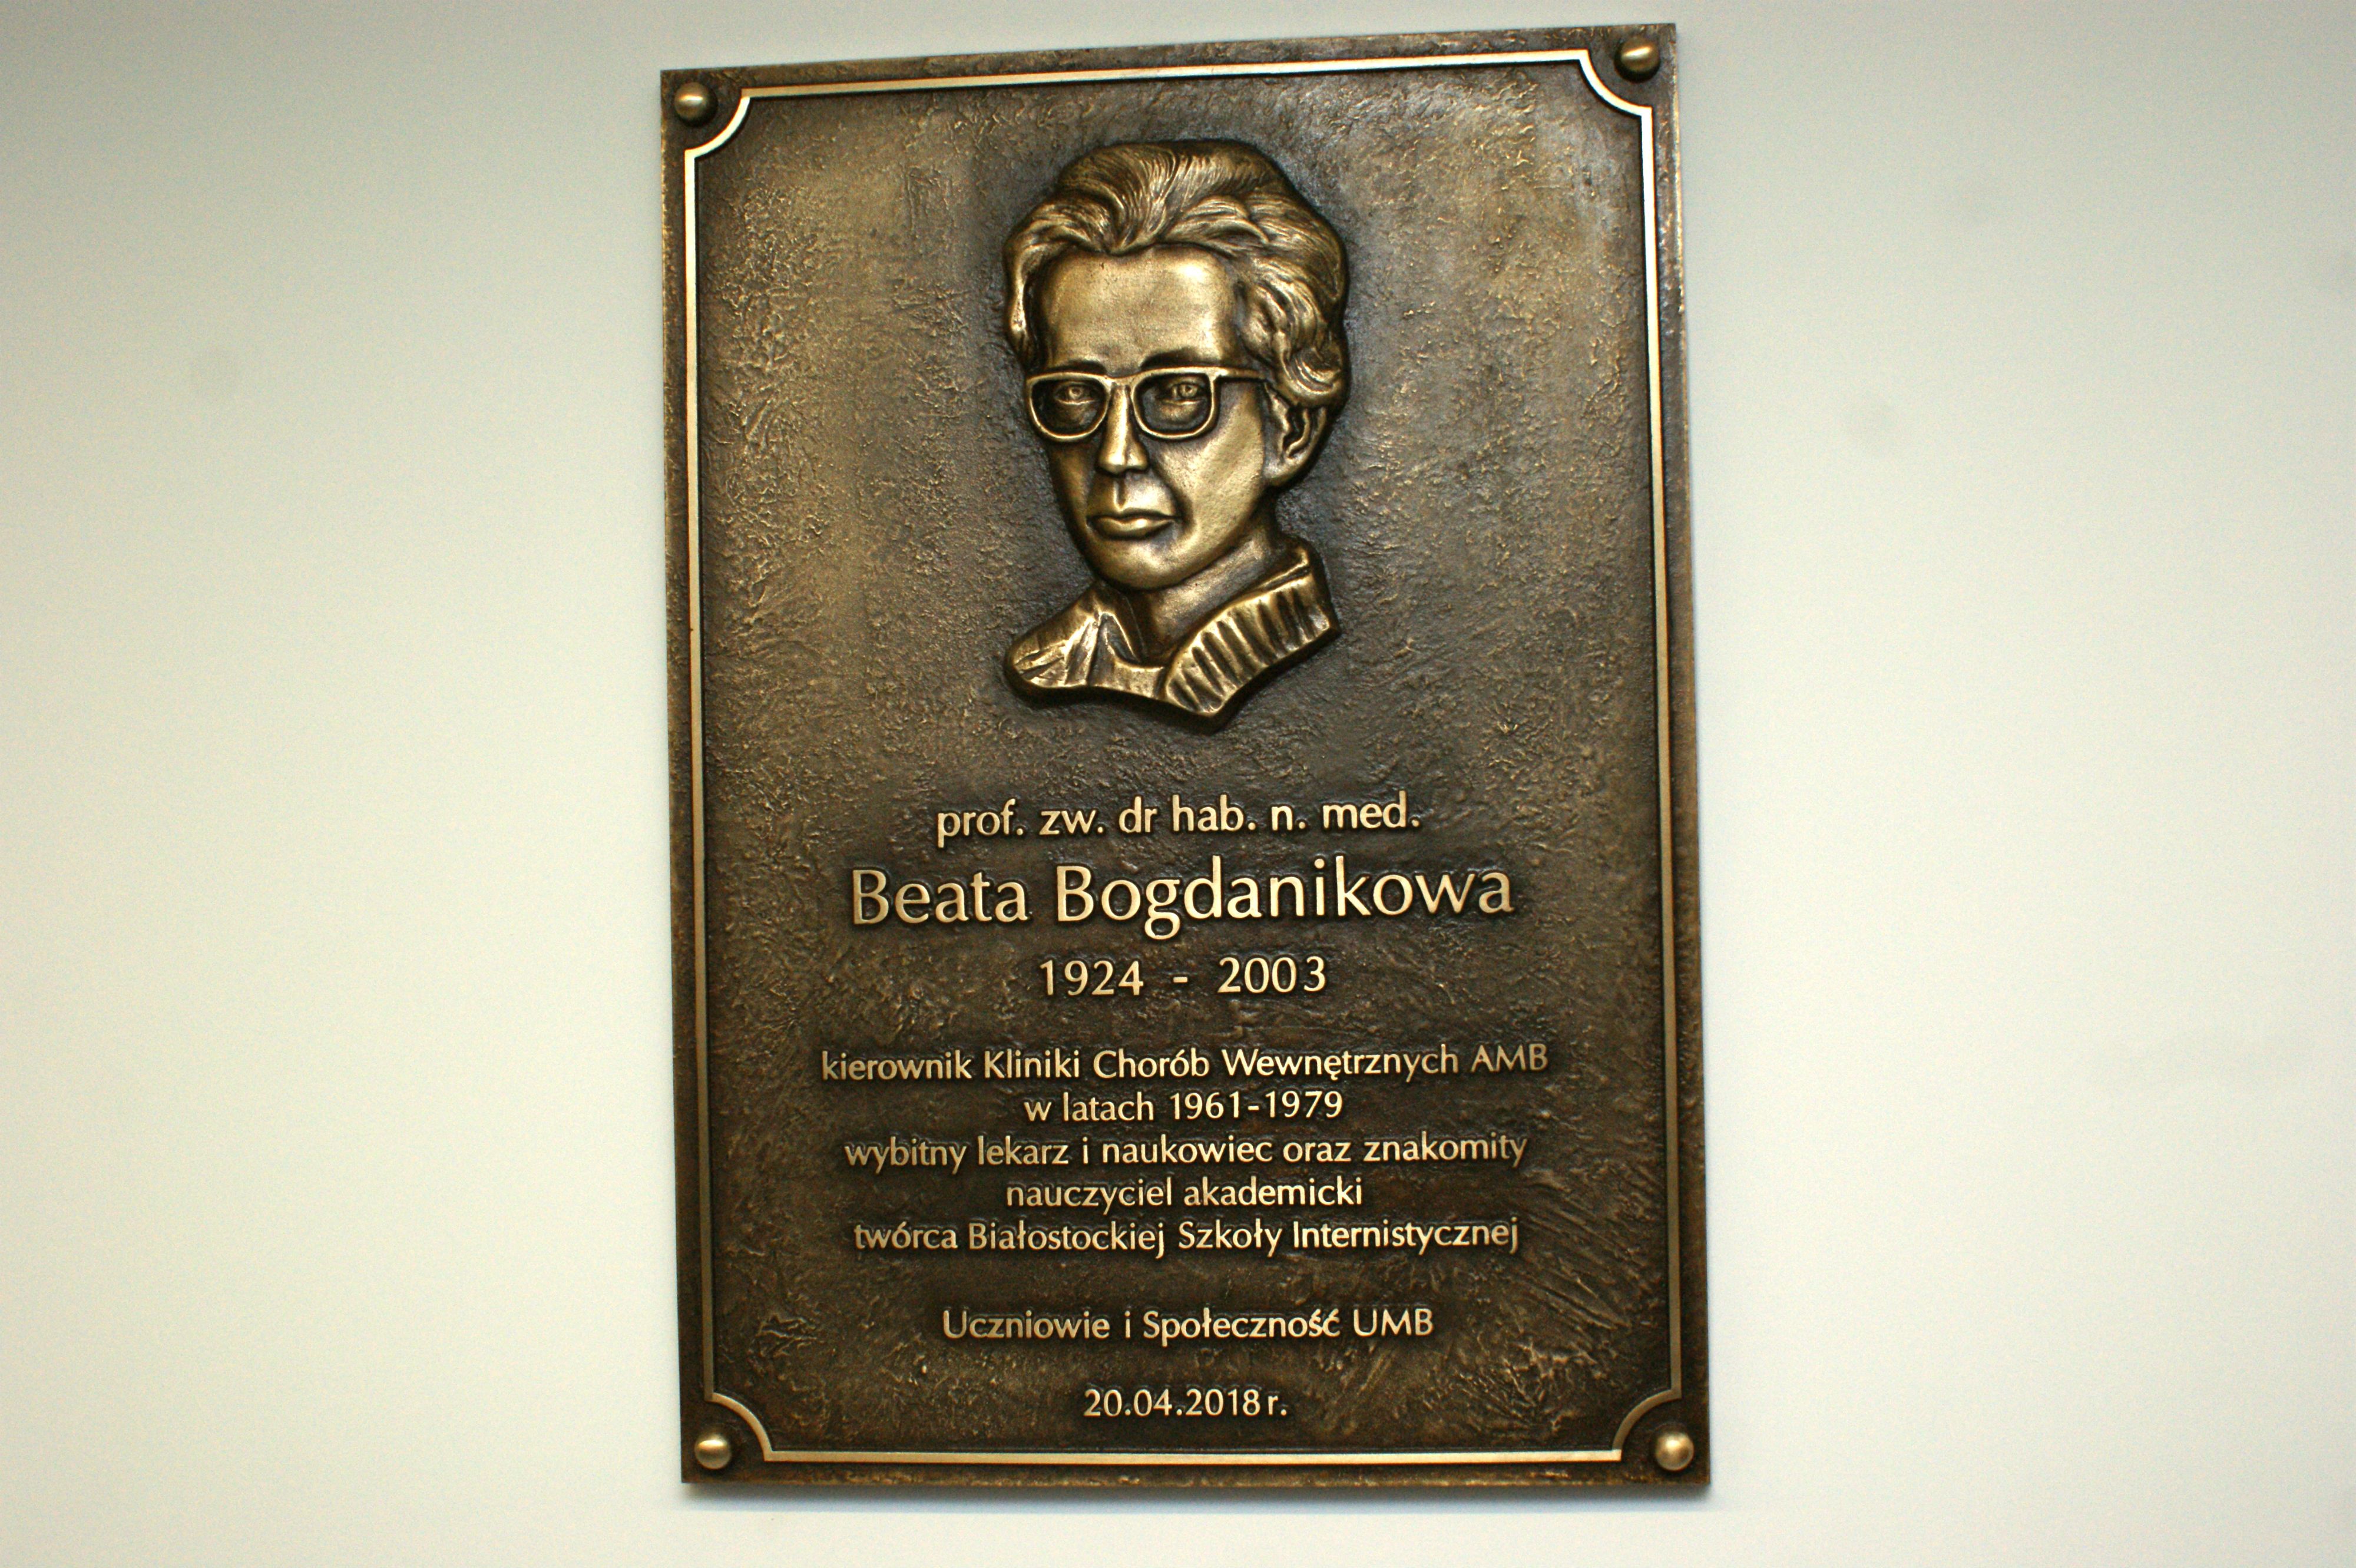 prof. zw. dr hab. n. med.
Beata Bogdanikowa
1924 - 2003
kierownik Kliniki Chorób Wewnętrznych AMB
w latach 1961-1979
wybitny lekarz i naukowiec oraz znakomity
nauczyciel akademicki
twórca Białostockiej Szkoły Internistycznej
Uczniowie i Społeczność UMB
20.04.2018 r.